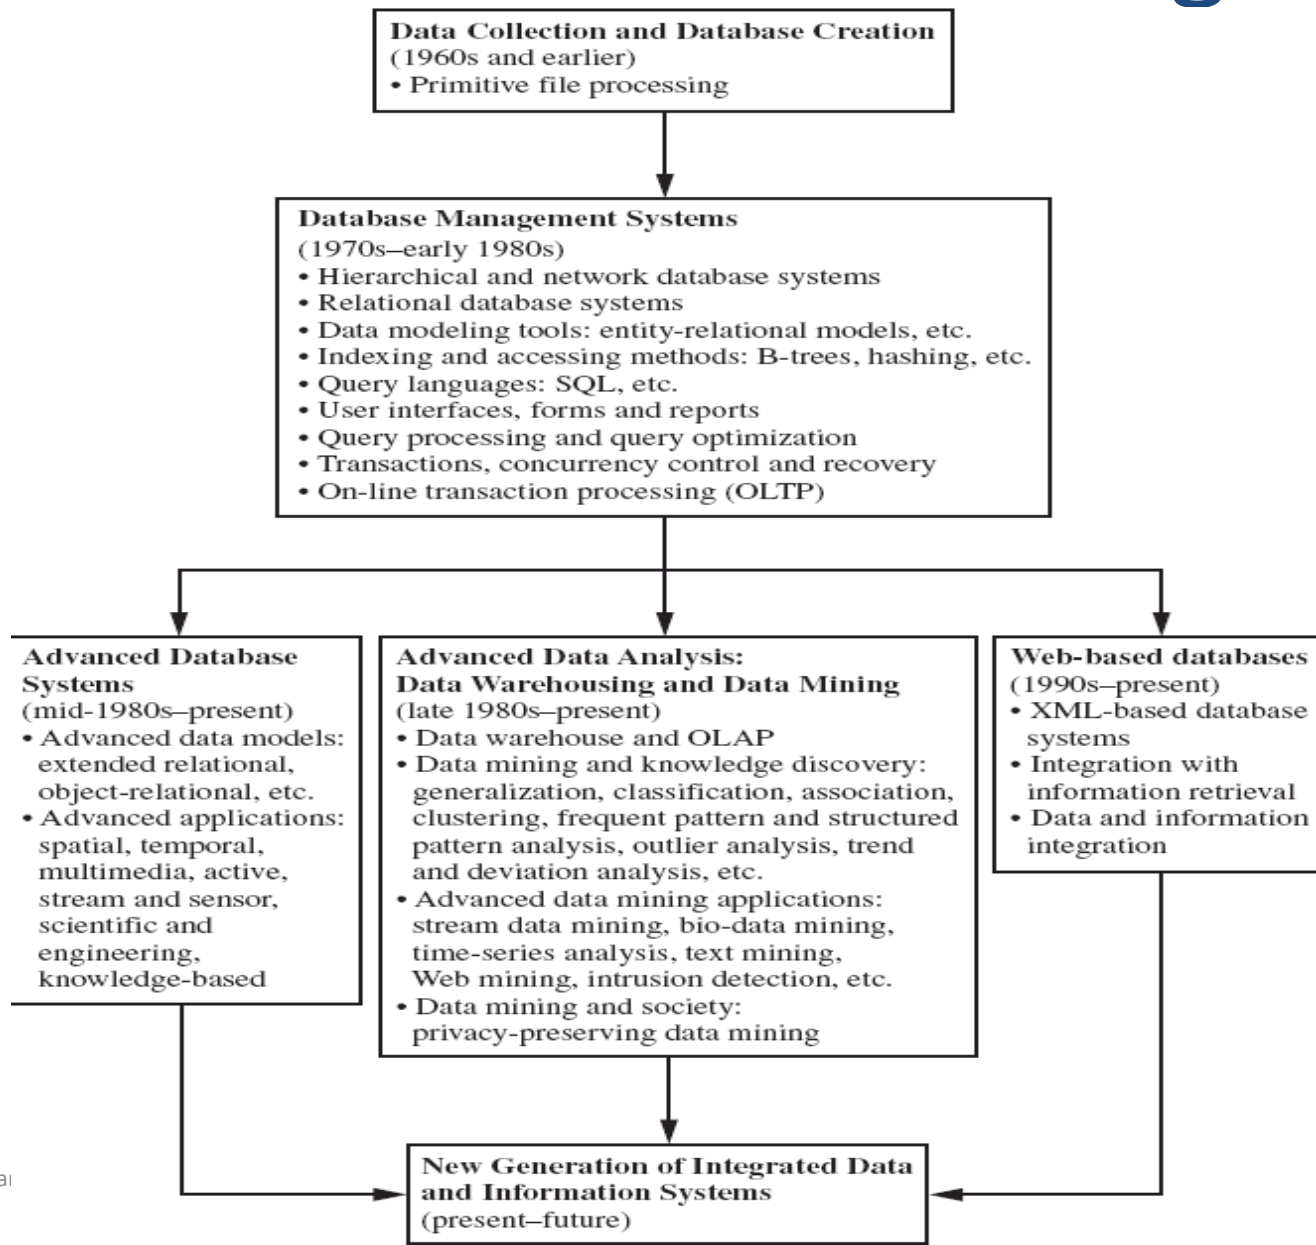 Data Collection and Database Creation
(1960s and earlier)
• Primitive file processing
Database Management Systems
(1970s–early 1980s)
• Hierarchical and network database systems
• Relational database systems
• Data modeling tools: entity-relational models, etc.
• Indexing and accessing methods: B-trees, hashing, etc.
• Query languages: SQL, etc.
• User interfaces, forms and reports
• Query processing and query optimization
• Transactions, concurrency control and recovery
• On-line transaction processing (OLTP)
Advanced Database
Systems
(mid-1980s–present)
• Advanced data models:
extended relational,
object-relational, etc.
• Advanced applications:
spatial, temporal,
multimedia, active,
stream and sensor,
scientific and
engineering,
knowledge-based
Advanced Data Analysis:
Data Warehousing and Data Mining
(late 1980s–present)
• Data warehouse and OLAP
• Data mining and knowledge discovery:
generalization, classification, association,
clustering, frequent pattern and structured
pattern analysis, outlier analysis, trend
and deviation analysis, etc.
• Advanced data mining applications:
stream data mining, bio-data mining,
time-series analysis, text mining,
Web mining, intrusion detection, etc.
• Data mining and society:
privacy-preserving data mining
Web-based databases
(1990s–present)
• XML-based database
systems
• Integration with
information retrieval
• Data and information
integration
New Generation of Integrated Data
and Information Systems
(present–future)